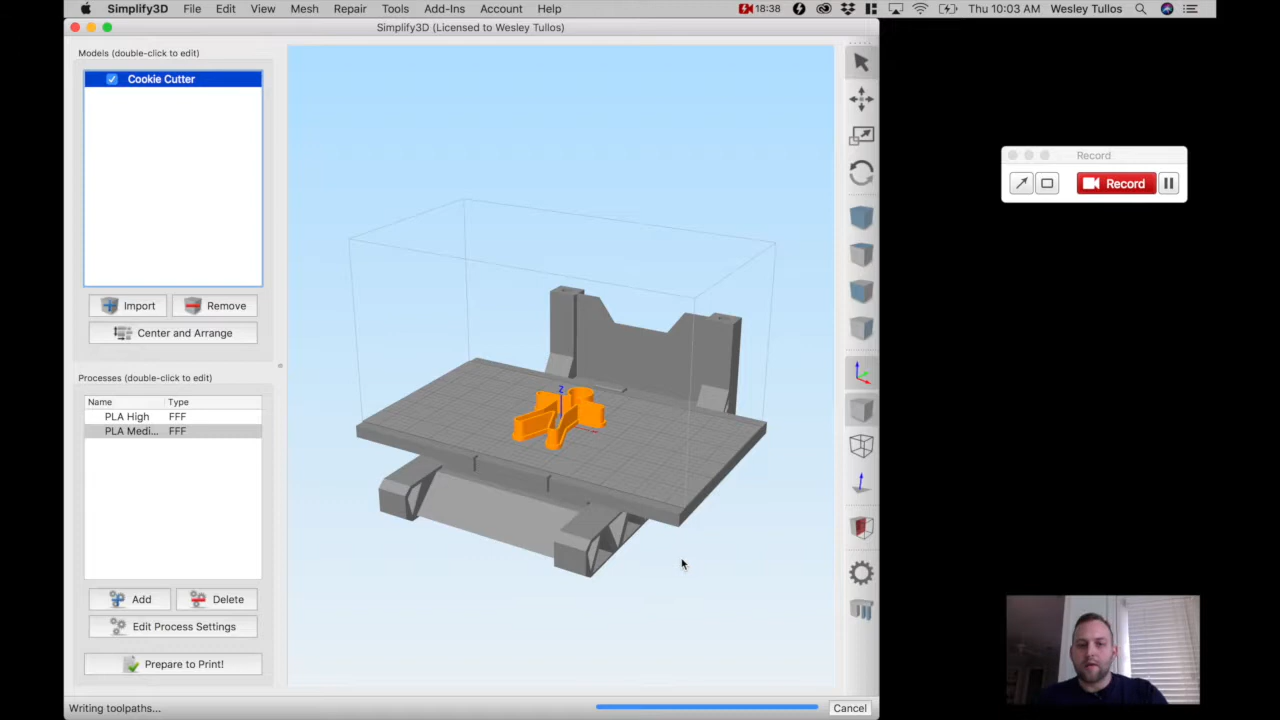 Simplify3D File Edit View Mesh Repair Tools Add-Ins Account Help 18:38 Thu 10:03 AM Wesley Tullos
Simplify3D (Licensed to Wesley Tullos)
Models (double-click to edit)
Cookie Cutter
Import Remove
Center and Arrange
Processes (double-click to edit)
Name Type
PLA High FFF
PLA Medi... FFF
Add Delete
Edit Process Settings
Prepare to Print!
Writing toolpaths... Cancel
Z
Record
Record